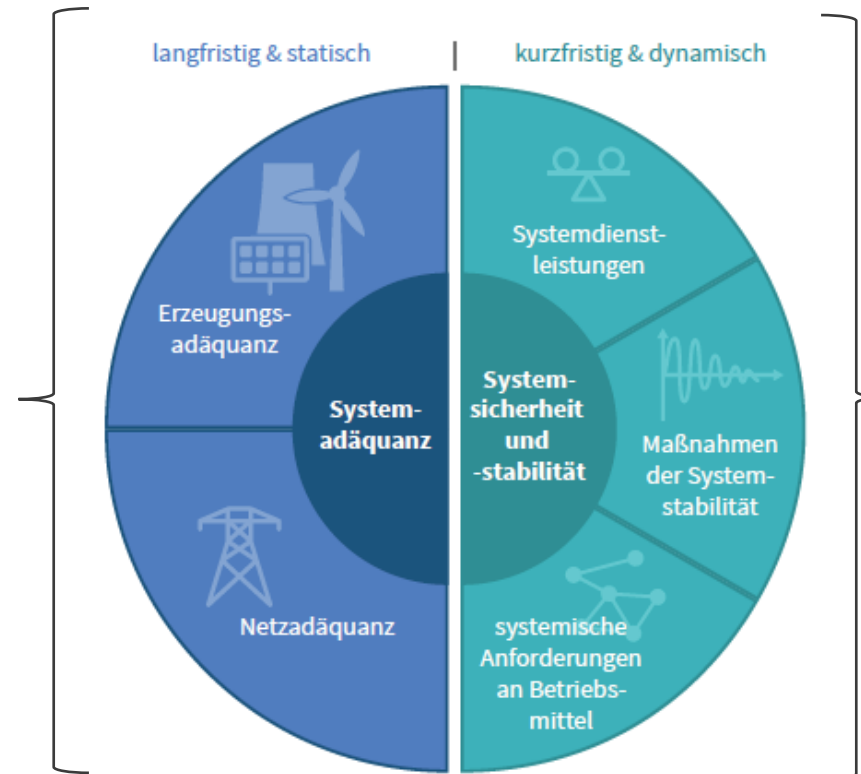 langfristig & statisch | kurzfristig & dynamisch
Systemdienst-
leistungen
Erzeugungs-
adäquanz
System-
adäquanz
System-
sicherheit
und
-stabilität
Maßnahmen
der System-
stabilität
Netzadäquanz
systemische
Anforderungen
an Betriebs-
mittel